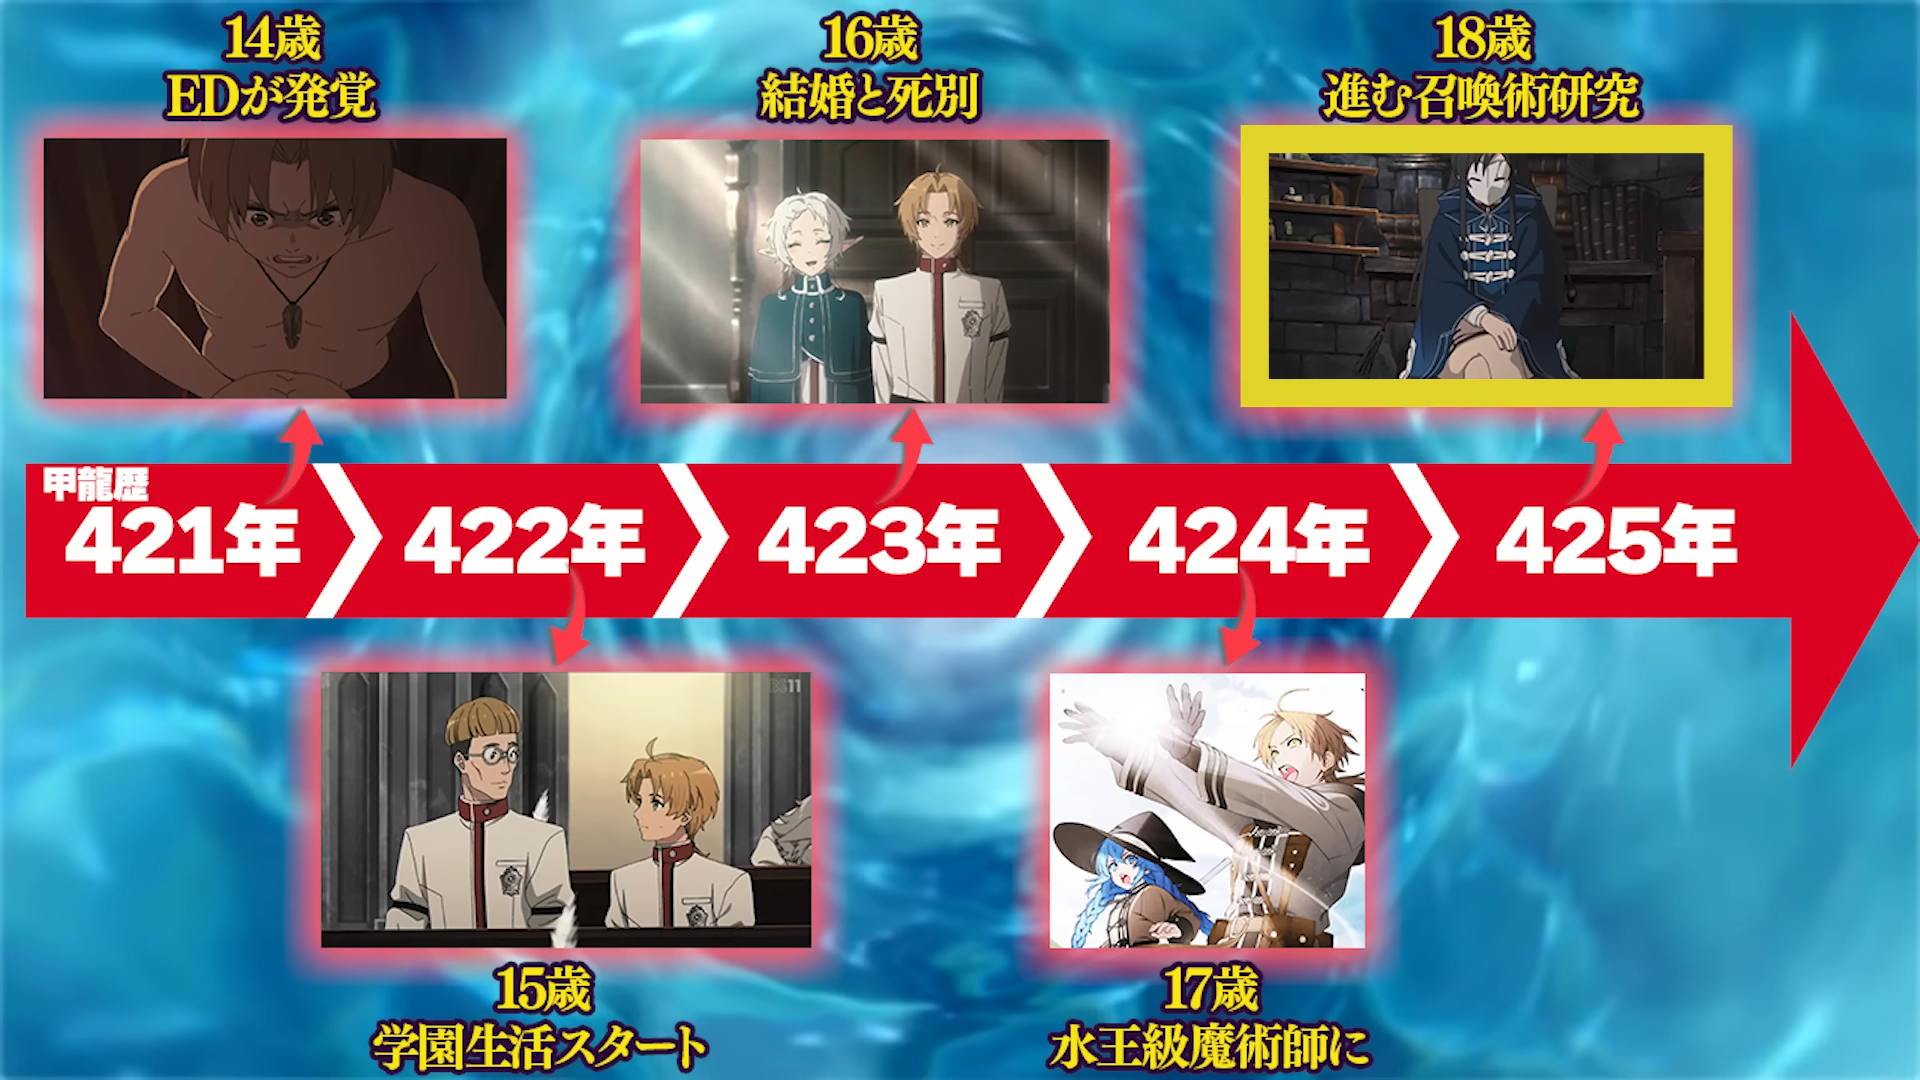 14歳
EDが発覚
16歳
結婚と死別
18歳
進む召喚術研究
甲龍歴
421年
422年
423年
424年
425年
BS11
15歳
学園生活スタート
17歳
水王級魔術師に